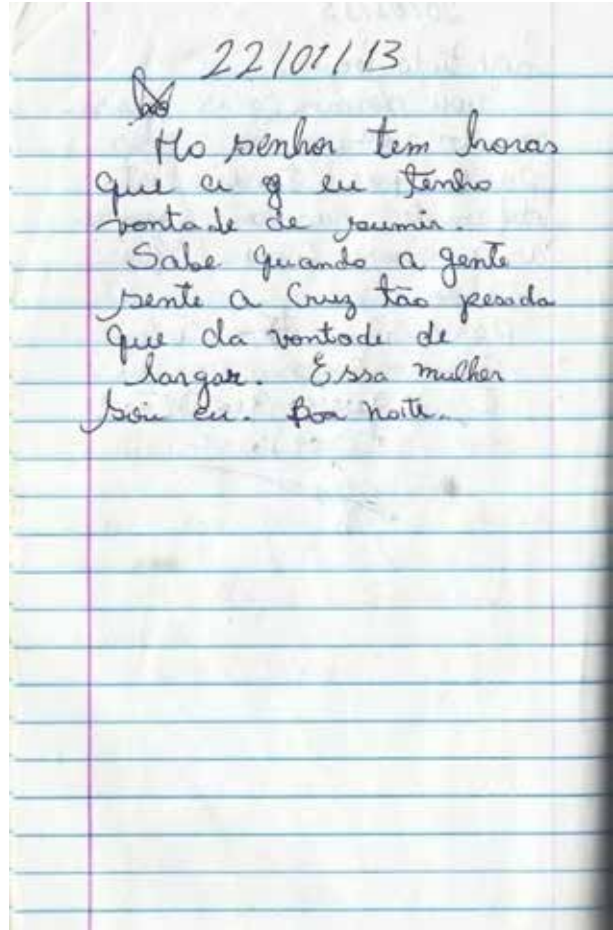 22/01/13
Ho senhor tem horas
que a g eu tenho
vontade de sumir.
Sabe quando a gente
sente a Cruz tão pesada
que da vontade de
largar. Essa mulher
sou eu. Boa noite.